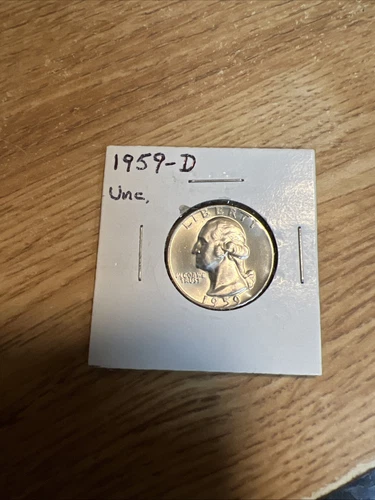 1959-D
Unc.
LIBERTY
IN GOD WE
TRUST
1959